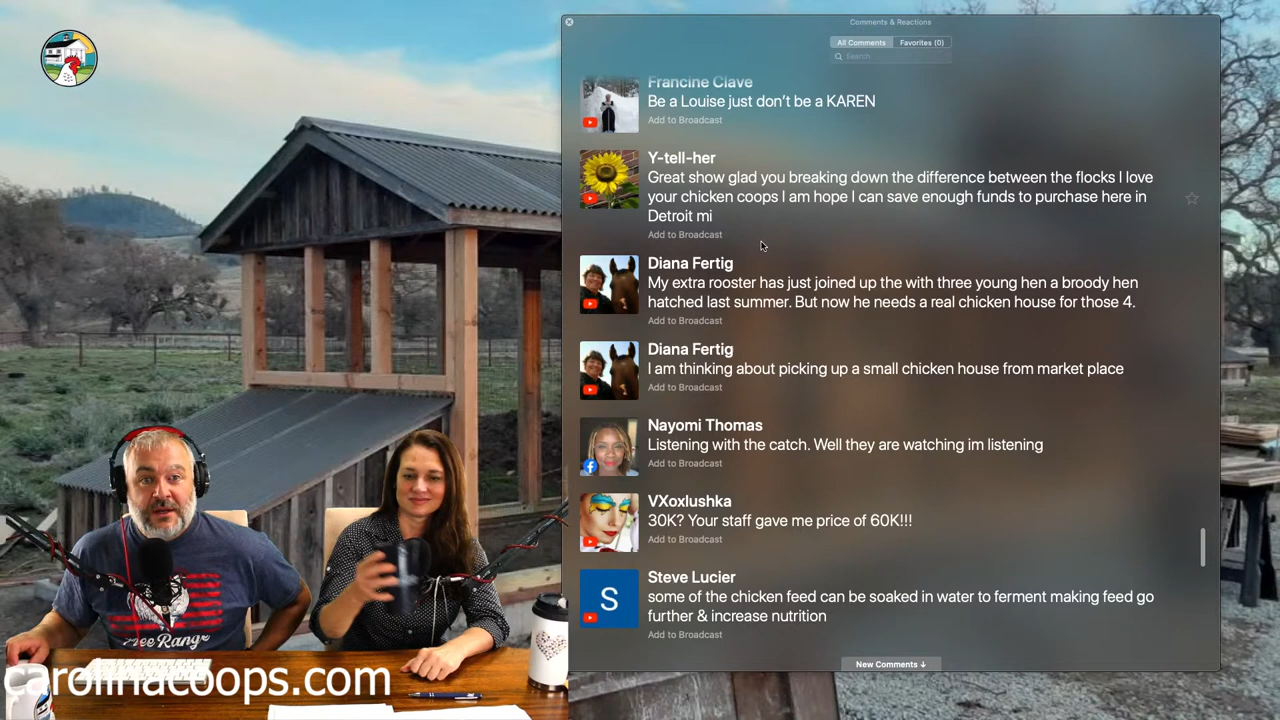 Comments & Reactions
All Comments
Favorites (0)
Search
Francine Clave
Be a Louise just don't be a KAREN
Add to Broadcast
Y-tell-her
Great show glad you breaking down the difference between the flocks I love
your chicken coops I am hope I can save enough funds to purchase here in
Detroit mi
Add to Broadcast
Diana Fertig
My extra rooster has just joined up the with three young hen a broody hen
hatched last summer. But now he needs a real chicken house for those 4.
Add to Broadcast
Diana Fertig
I am thinking about picking up a small chicken house from market place
Add to Broadcast
Nayomi Thomas
Listening with the catch. Well they are watching im listening
Add to Broadcast
VXoxlushka
30K? Your staff gave me price of 60K!!!
Add to Broadcast
S
Steve Lucier
some of the chicken feed can be soaked in water to ferment making feed go
further & increase nutrition
Add to Broadcast
New Comments ↓
Free Range
carolinacoops.com